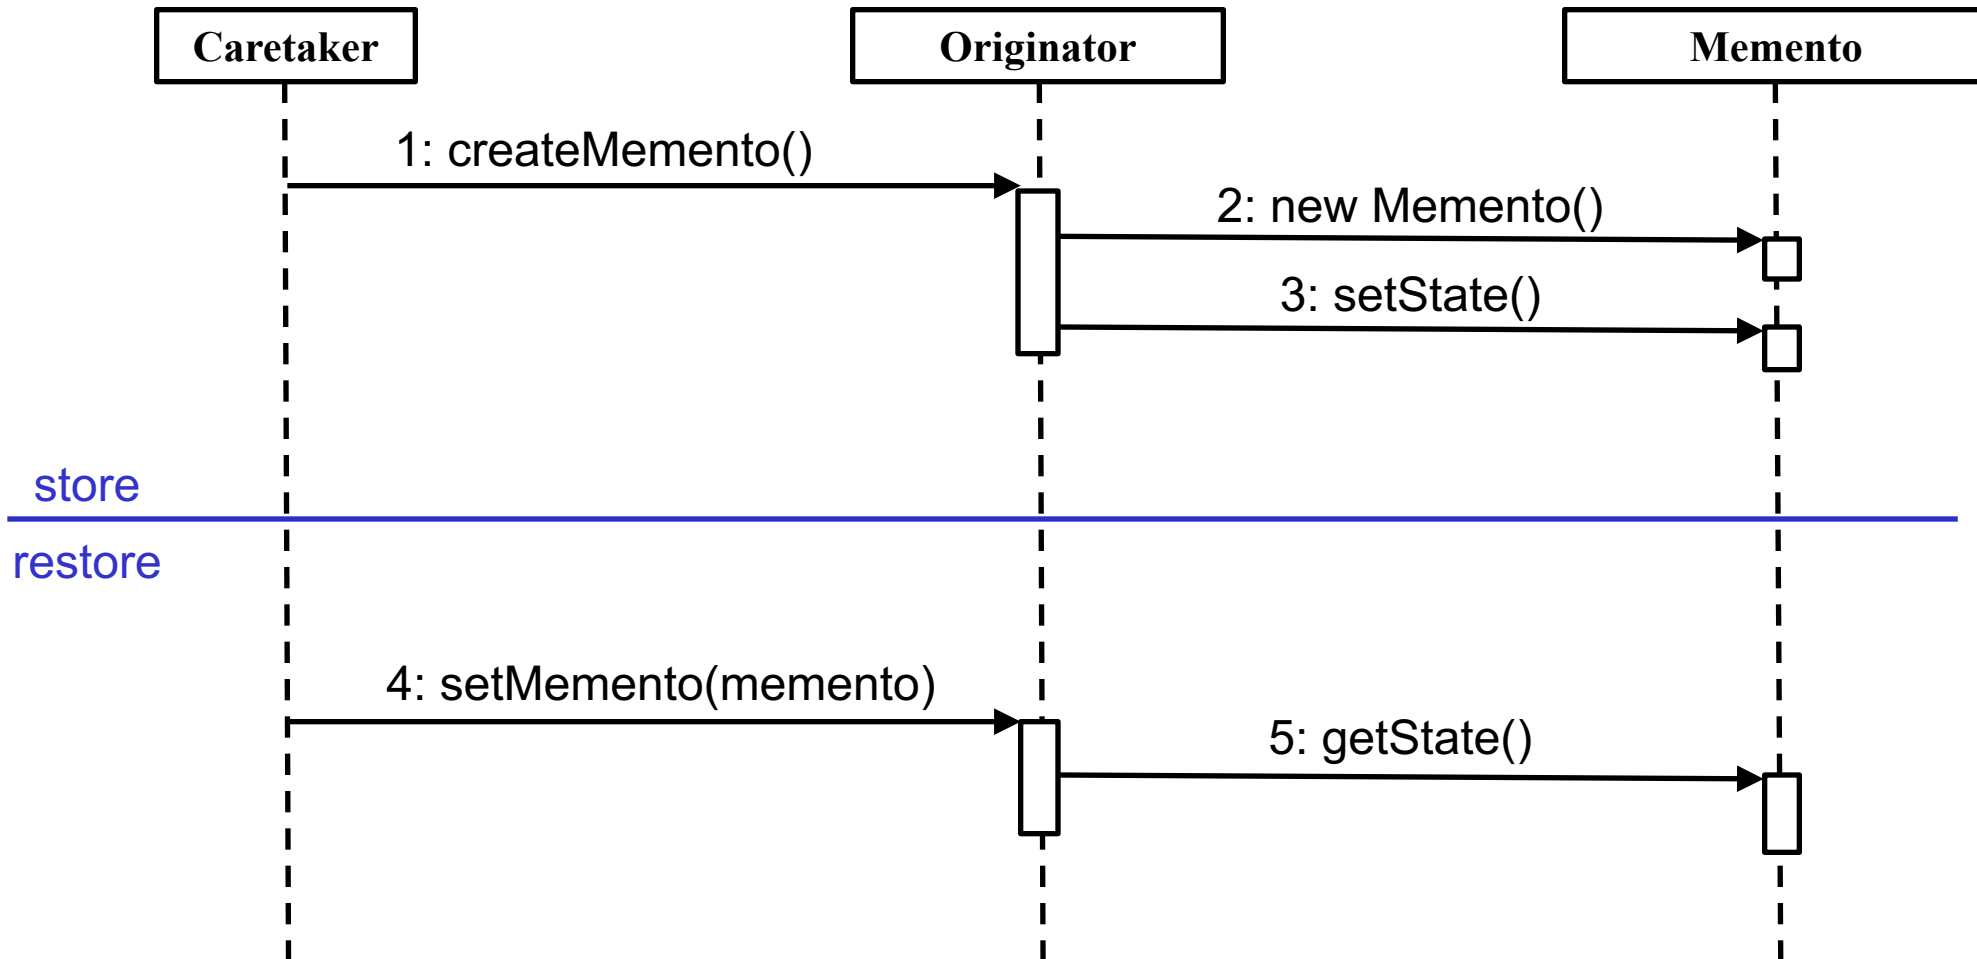 Caretaker
Originator
Memento
1: createMemento()
2: new Memento()
3: setState()
store
restore
4: setMemento(memento)
5: getState()